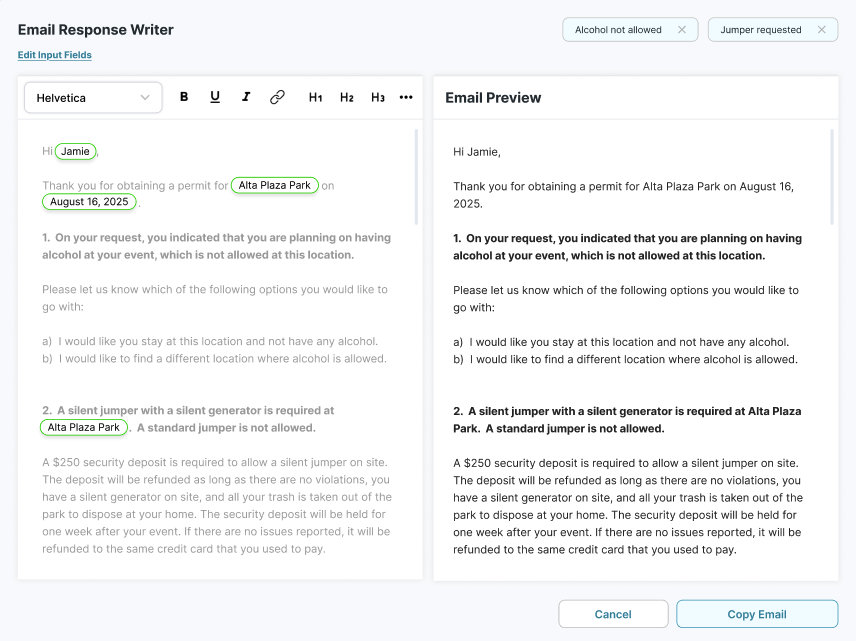 Email Response Writer
Alcohol not allowed
Jumper requested
Edit Input Fields
Helvetica
B U I H1 H2 H3
Hi Jamie,
Thank you for obtaining a permit for Alta Plaza Park on
August 16, 2025.
1. On your request, you indicated that you are planning on having
alcohol at your event, which is not allowed at this location.
Please let us know which of the following options you would like to
go with:
a) I would like you stay at this location and not have any alcohol.
b) I would like to find a different location where alcohol is allowed.
2. A silent jumper with a silent generator is required at
Alta Plaza Park. A standard jumper is not allowed.
A $250 security deposit is required to allow a silent jumper on site.
The deposit will be refunded as long as there are no violations, you
have a silent generator on site, and all your trash is taken out of the
park to dispose at your home. The security deposit will be held for
one week after your event. If there are no issues reported, it will be
refunded to the same credit card that you used to pay.
Email Preview
Hi Jamie,
Thank you for obtaining a permit for Alta Plaza Park on August 16,
2025.
1. On your request, you indicated that you are planning on having
alcohol at your event, which is not allowed at this location.
Please let us know which of the following options you would like to
go with:
a) I would like you stay at this location and not have any alcohol.
b) I would like to find a different location where alcohol is allowed.
2. A silent jumper with a silent generator is required at Alta Plaza
Park. A standard jumper is not allowed.
A $250 security deposit is required to allow a silent jumper on site.
The deposit will be refunded as long as there are no violations, you
have a silent generator on site, and all your trash is taken out of the
park to dispose at your home. The security deposit will be held for
one week after your event. If there are no issues reported, it will be
refunded to the same credit card that you used to pay.
Cancel
Copy Email